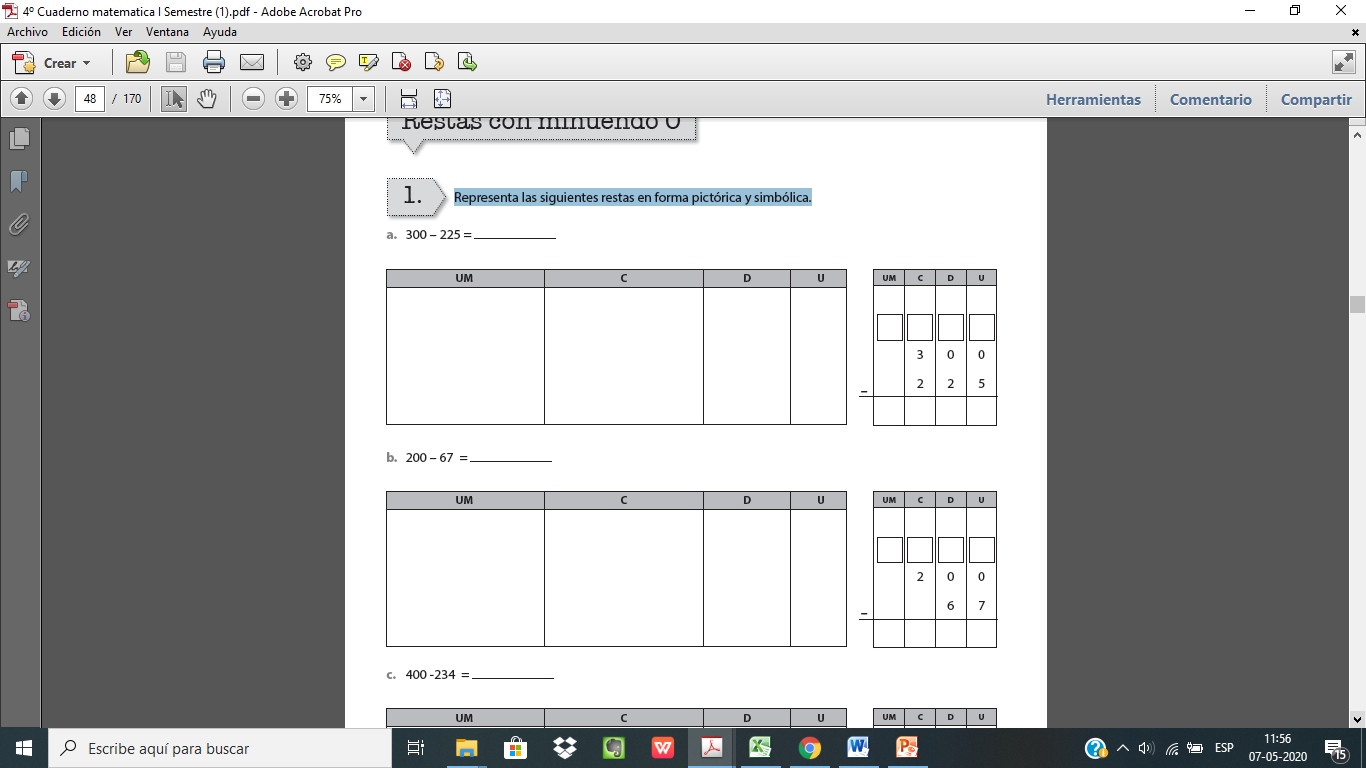 4º Cuaderno matematica I Semestre (1).pdf - Adobe Acrobat Pro
Archivo Edición Ver Ventana Ayuda
Crear
48 / 170 75% Herramientas Comentario Compartir
Restas con minuendo 0
1. Representa las siguientes restas en forma pictórica y simbólica.
a. 300 – 225 = ____________
UM C D U UM C D U
3 0 0
– 2 2 5
b. 200 – 67 = ____________
UM C D U UM C D U
2 0 0
– 6 7
c. 400 -234 = ____________
UM C D U UM C D U
Escribe aquí para buscar
ESP
11:56
07-05-2020
15